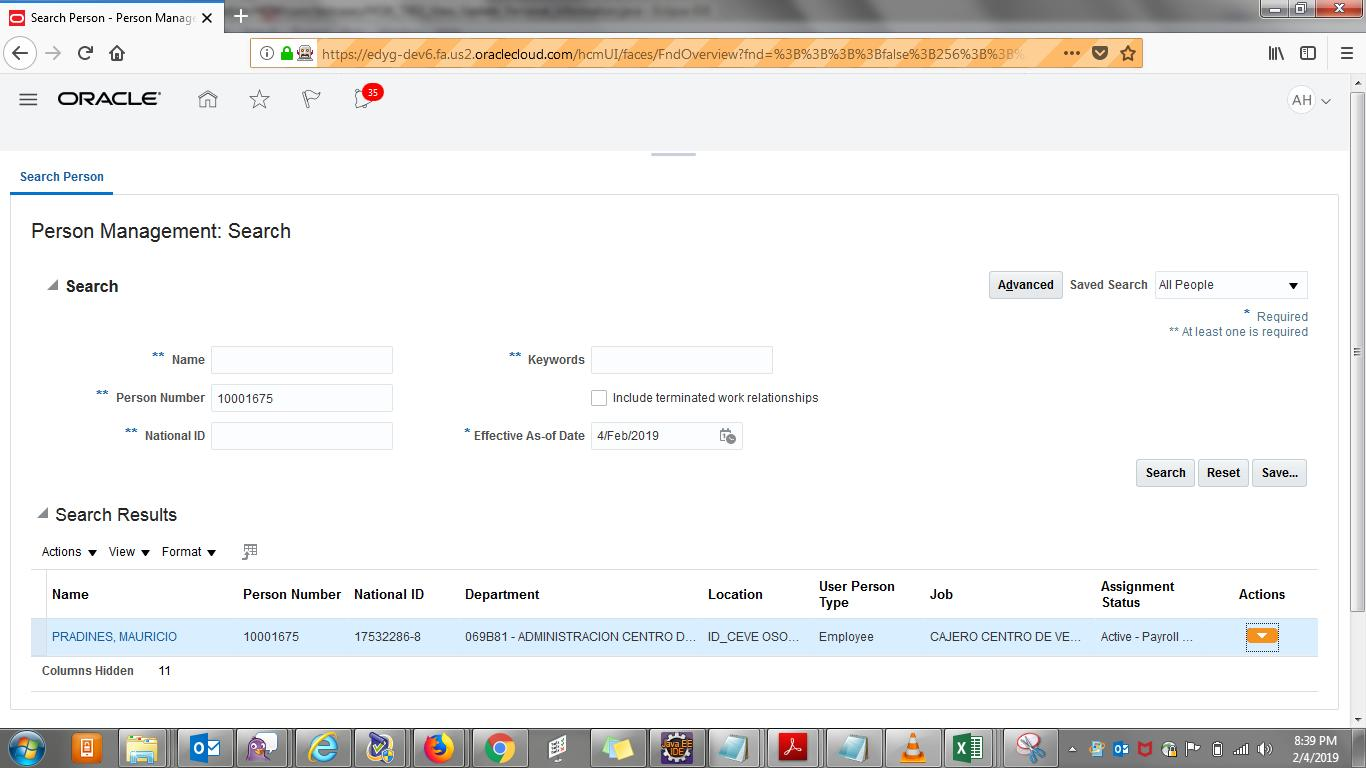 Search Person - Person Manage
https://edyg-dev6.fa.us2.oraclecloud.com/hcmUI/faces/FndOverview?fnd=%3B%3B%3B%3Bfalse%3B256%3B%3B%
ORACLE
35
AH
Search Person
Person Management: Search
Search
Advanced Saved Search All People
* Required
** At least one is required
** Name
** Keywords
** Person Number 10001675
Include terminated work relationships
** National ID
* Effective As-of Date 4/Feb/2019
Search Reset Save...
Search Results
Actions View Format
Name Person Number National ID Department Location User Person Type Job Assignment Status Actions
PRADINES, MAURICIO 10001675 17532286-8 069B81 - ADMINISTRACION CENTRO D... ID_CEVE OSO... Employee CAJERO CENTRO DE VE... Active - Payroll ...
Columns Hidden 11
Java EE
IDE
8:39 PM
2/4/2019